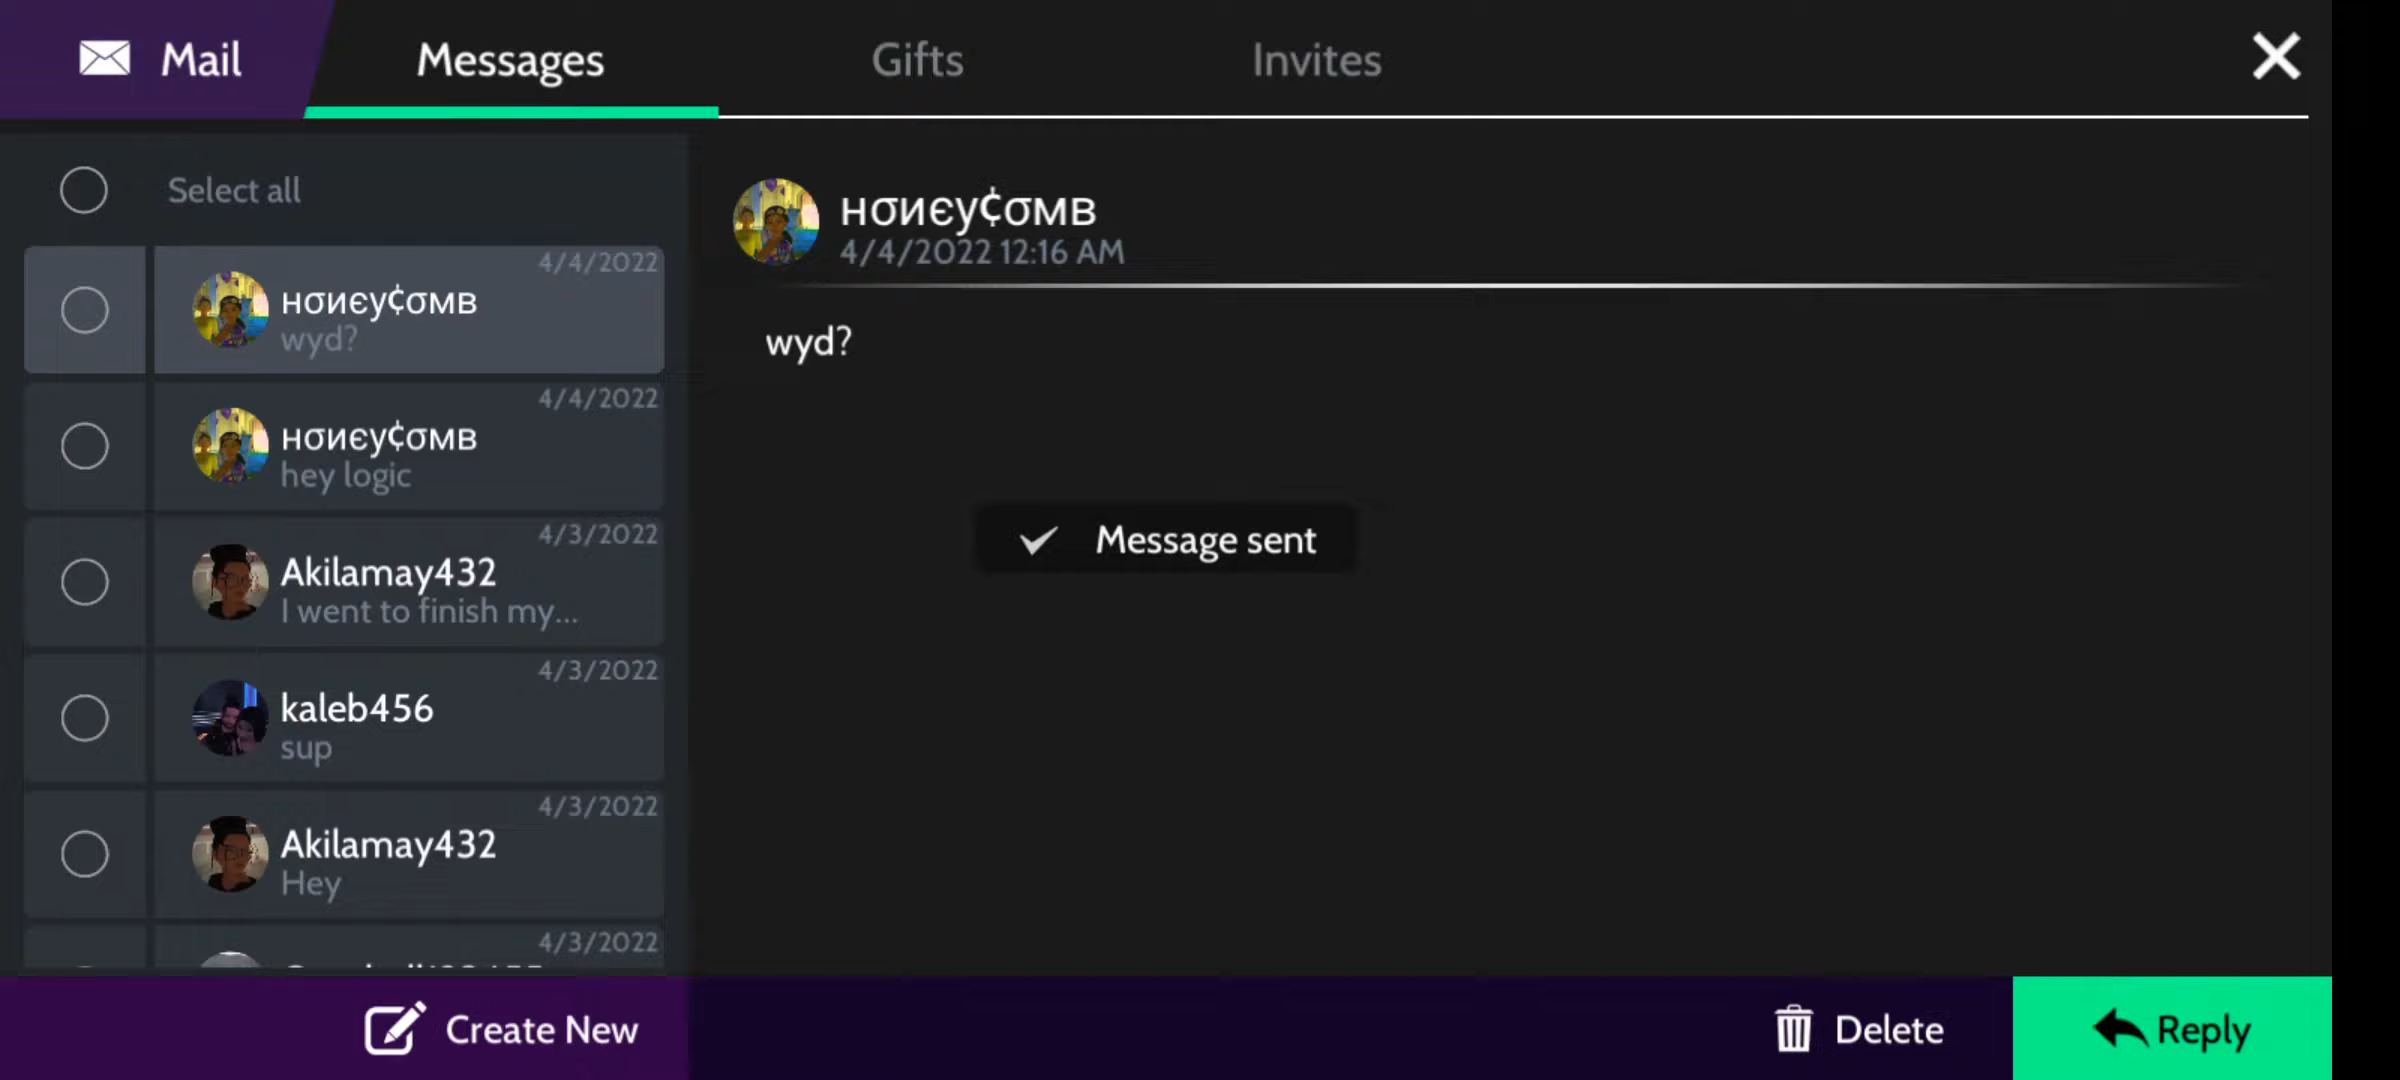 Mail
Messages
Gifts
Invites
Select all
4/4/2022
нσиєу¢σмв
wyd?
4/4/2022
нσиєу¢σмв
hey logic
4/3/2022
Akilamay432
I went to finish my...
4/3/2022
kaleb456
sup
4/3/2022
Akilamay432
Hey
4/3/2022
нσиєу¢σмв
4/4/2022 12:16 AM
wyd?
Message sent
Create New
Delete
Reply